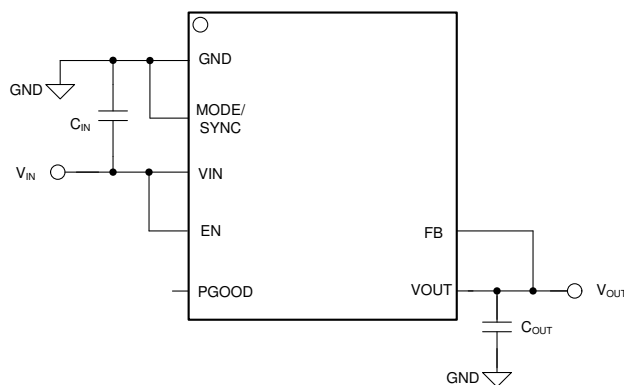 GND
GND
MODE/
SYNC
C_IN
V_IN
VIN
EN
FB
PGOOD
VOUT
V_OUT
C_OUT
GND